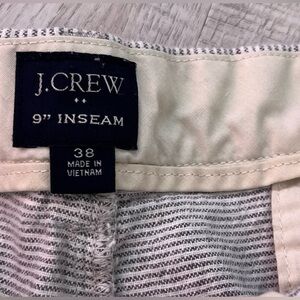 J.CREW
9" INSEAM
38
MADE IN
VIETNAM